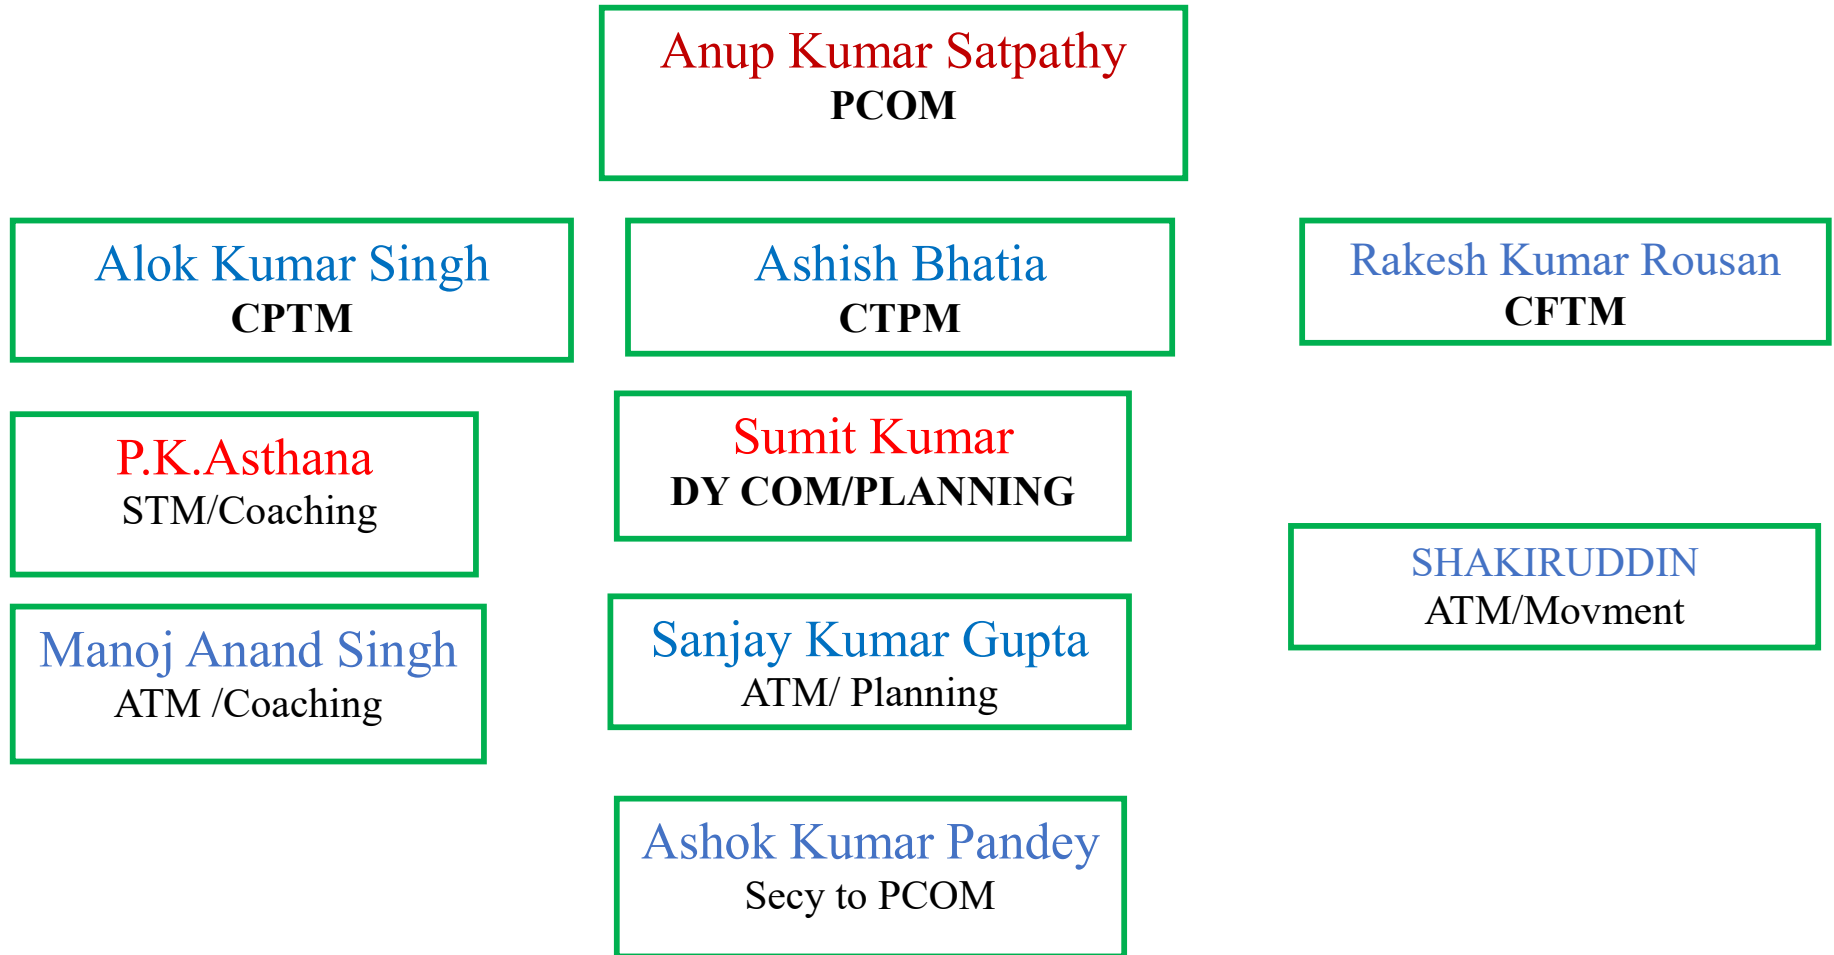 Anup Kumar Satpathy
PCOM
Alok Kumar Singh
CPTM
Ashish Bhatia
CTPM
Rakesh Kumar Rousan
CFTM
P.K.Asthana
STM/Coaching
Sumit Kumar
DY COM/PLANNING
SHAKIRUDDIN
ATM/Movment
Manoj Anand Singh
ATM /Coaching
Sanjay Kumar Gupta
ATM/ Planning
Ashok Kumar Pandey
Secy to PCOM